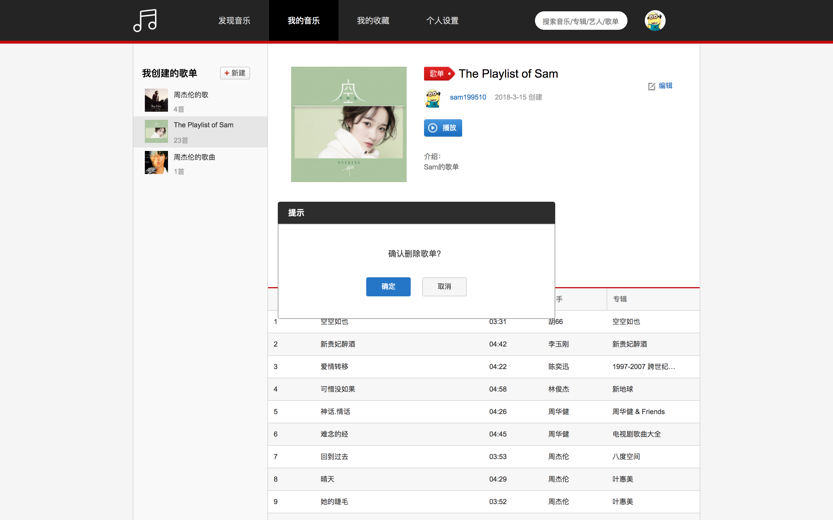 发现音乐
我的音乐
我的收藏
个人设置
搜索音乐/专辑/艺人/歌单
我创建的歌单
+ 新建
周杰伦的歌
4首
The Playlist of Sam
23首
周杰伦的歌曲
1首
空
歌单
The Playlist of Sam
编辑
sam199510 2018-3-15 创建
播放
介绍:
Sam的歌单
提示
确认删除歌单?
确定
取消
手 专辑
1 空空如也 03:31 胡66 空空如也
2 新贵妃醉酒 04:42 李玉刚 新贵妃醉酒
3 爱情转移 04:22 陈奕迅 1997-2007 跨世纪...
4 可惜没如果 04:58 林俊杰 新地球
5 神话.情话 04:26 周华健 周华健 & Friends
6 难念的经 04:45 周华健 电视剧歌曲大全
7 回到过去 03:53 周杰伦 八度空间
8 晴天 04:29 周杰伦 叶惠美
9 她的睫毛 03:52 周杰伦 叶惠美